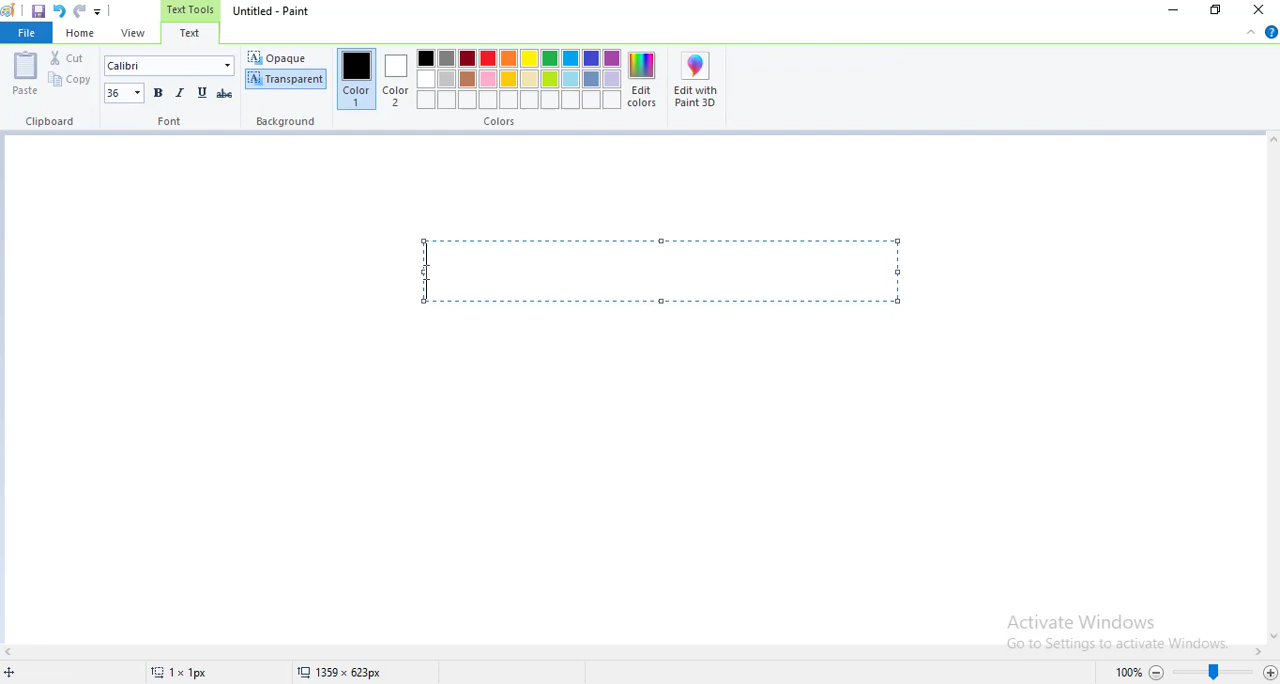 Text Tools
Untitled - Paint
File
Home
View
Text
Paste
Cut
Copy
Clipboard
Calibri
36
B I U abc
Font
Opaque
Transparent
Background
Color 1
Color 2
Edit colors
Colors
Edit with Paint 3D
Activate Windows
Go to Settings to activate Windows.
1 × 1px
1359 × 623px
100%